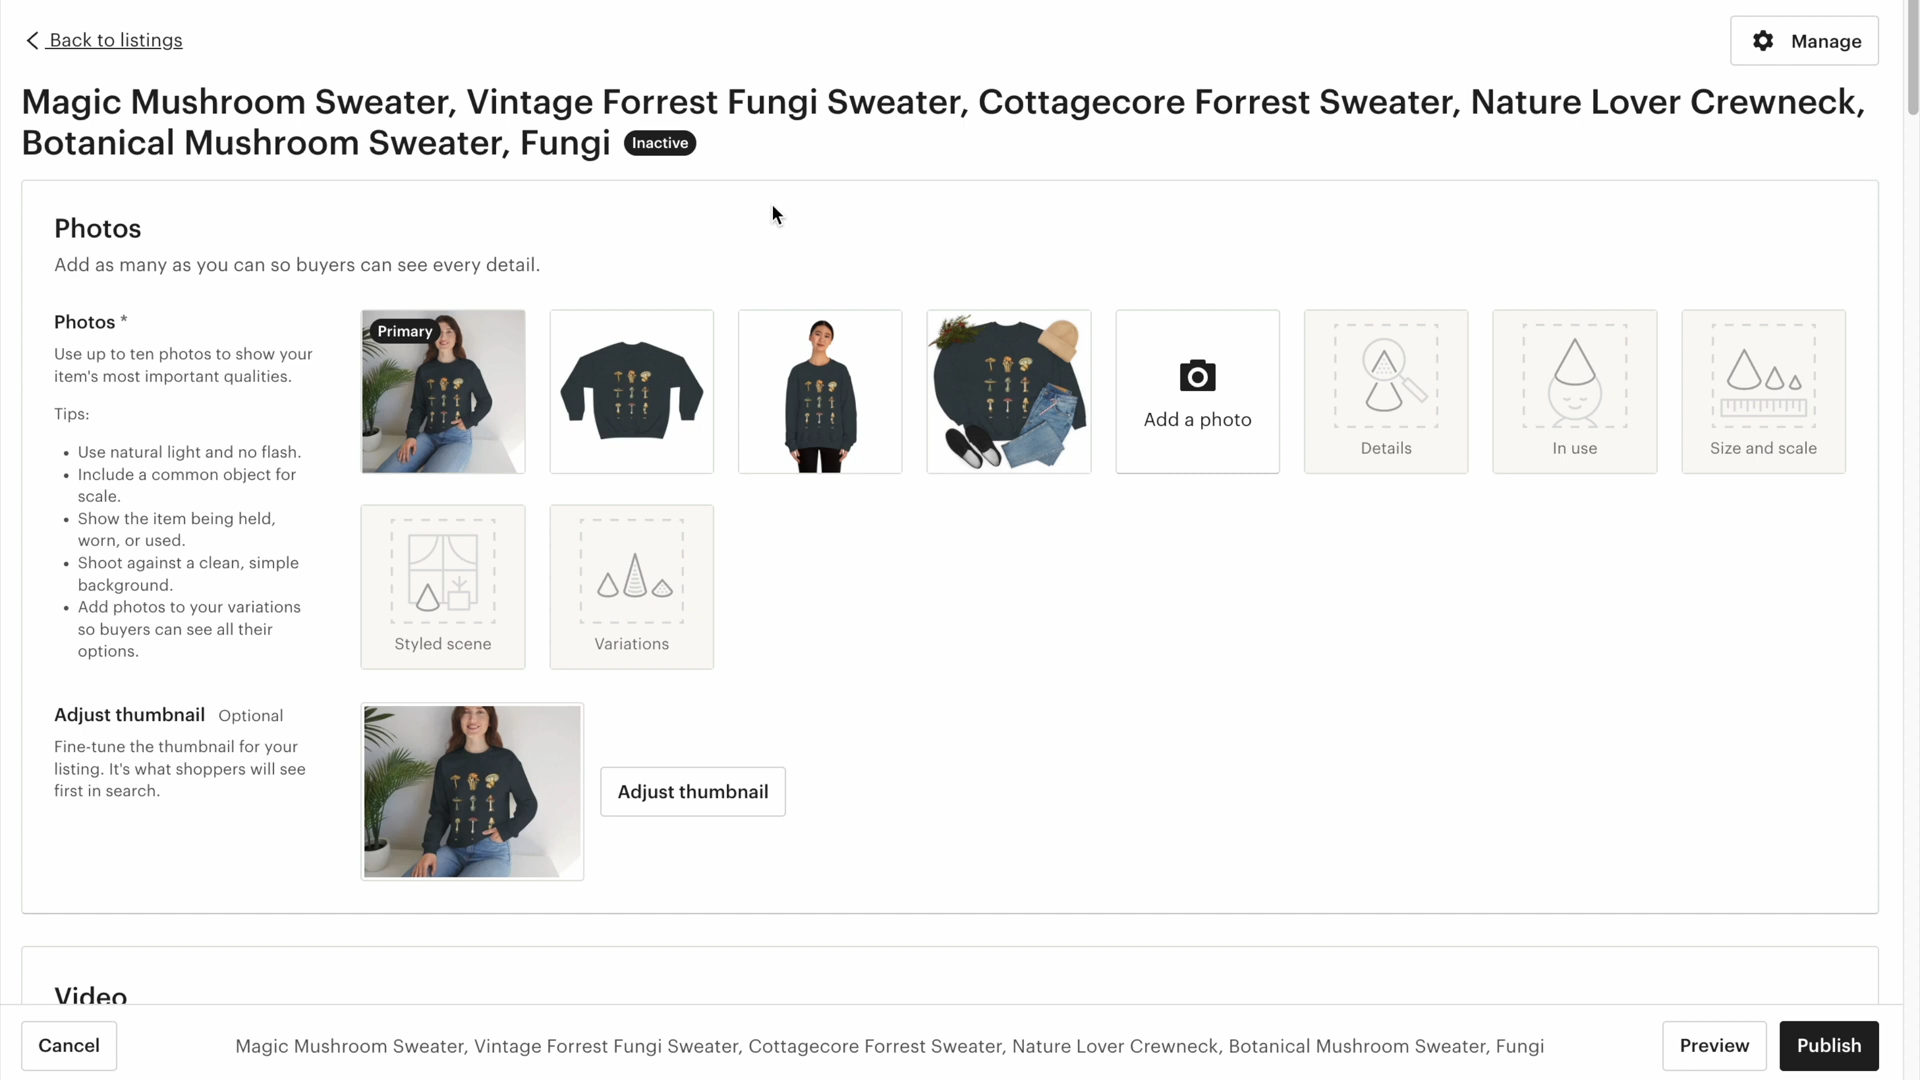 Back to listings
Manage
Magic Mushroom Sweater, Vintage Forrest Fungi Sweater, Cottagecore Forrest Sweater, Nature Lover Crewneck,
Botanical Mushroom Sweater, Fungi Inactive
Photos
Add as many as you can so buyers can see every detail.
Photos *
Use up to ten photos to show your
item's most important qualities.
Tips:
• Use natural light and no flash.
• Include a common object for
scale.
• Show the item being held,
worn, or used.
• Shoot against a clean, simple
background.
• Add photos to your variations
so buyers can see all their
options.
Primary
Add a photo
Details
In use
Size and scale
Styled scene
Variations
Adjust thumbnail Optional
Fine-tune the thumbnail for your
listing. It's what shoppers will see
first in search.
Adjust thumbnail
Video
Cancel
Magic Mushroom Sweater, Vintage Forrest Fungi Sweater, Cottagecore Forrest Sweater, Nature Lover Crewneck, Botanical Mushroom Sweater, Fungi
Preview
Publish